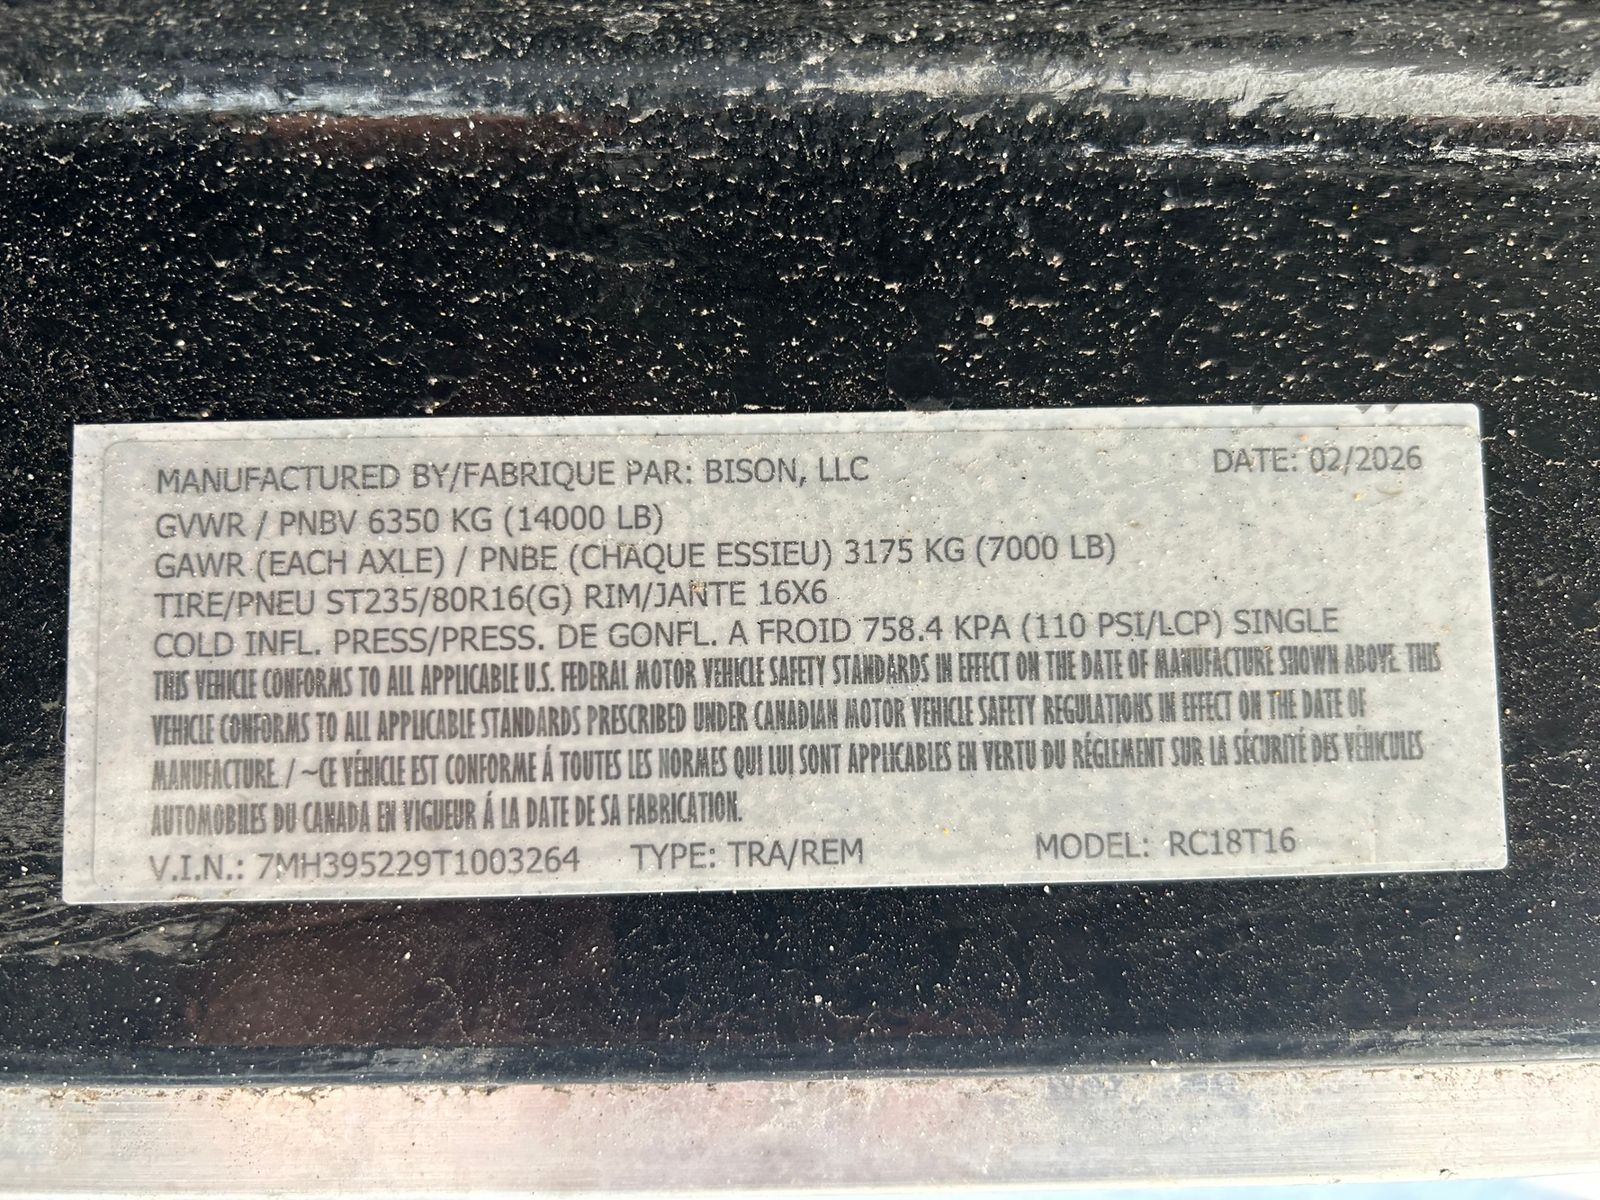 MANUFACTURED BY/FABRIQUE PAR: BISON, LLC DATE: 02/2026
GVWR / PNBV 6350 KG (14000 LB)
GAWR (EACH AXLE) / PNBE (CHAQUE ESSIEU) 3175 KG (7000 LB)
TIRE/PNEU ST235/80R16(G) RIM/JANTE 16X6
COLD INFL. PRESS/PRESS. DE GONFL. A FROID 758.4 KPA (110 PSI/LCP) SINGLE
THIS VEHICLE CONFORMS TO ALL APPLICABLE U.S. FEDERAL MOTOR VEHICLE SAFETY STANDARDS IN EFFECT ON THE DATE OF MANUFACTURE SHOWN ABOVE. THIS
VEHICLE CONFORMS TO ALL APPLICABLE STANDARDS PRESCRIBED UNDER CANADIAN MOTOR VEHICLE SAFETY REGULATIONS IN EFFECT ON THE DATE OF
MANUFACTURE. / ~CE VÉHICLE EST CONFORME Á TOUTES LES NORMES QUI LUI SONT APPLICABLES EN VERTU DU RÉGLEMENT SUR LA SÉCURITÉ DES VÉHICULES
AUTOMOBILES DU CANADA EN VIGUEUR Á LA DATE DE SA FABRICATION.
V.I.N.: 7MH395229T1003264 TYPE: TRA/REM MODEL: RC18T16